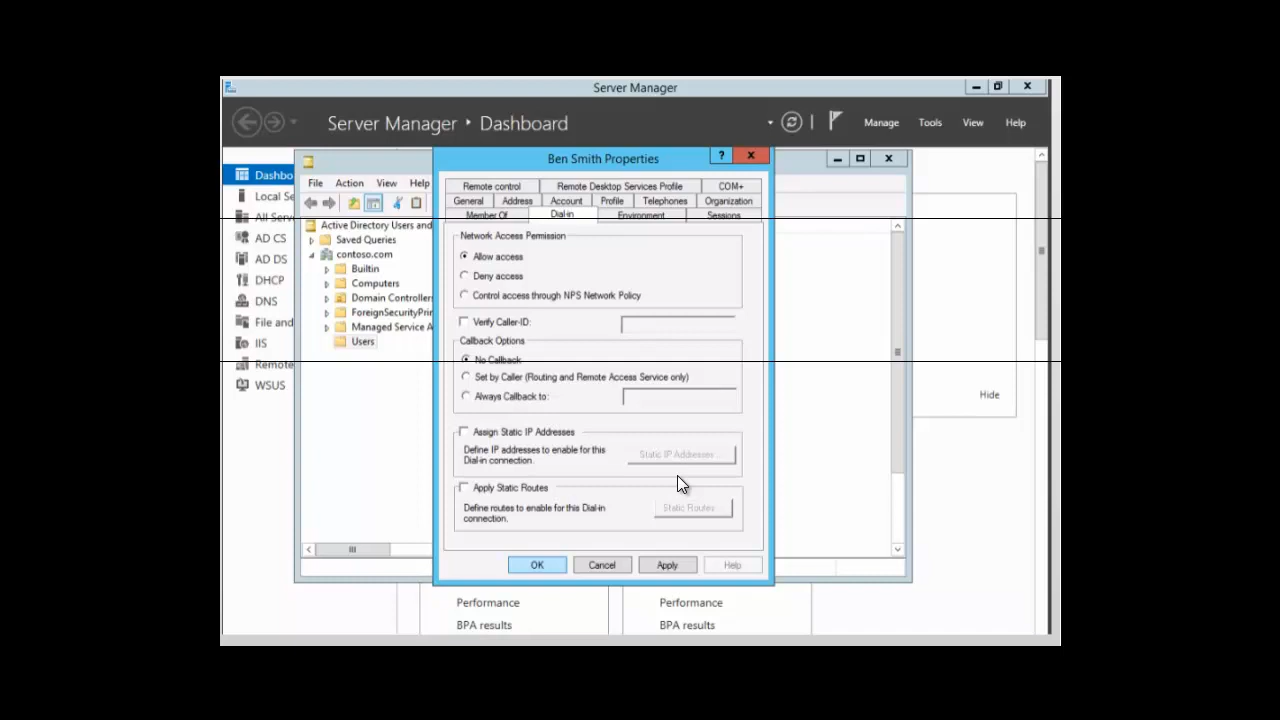 Server Manager
Server Manager • Dashboard
Manage Tools View Help
Ben Smith Properties
?
File Action View Help
Dashbo
Local Se
All Serv
AD CS
AD DS
DHCP
DNS
File and
IIS
Remote
WSUS
Active Directory Users and
Saved Queries
contoso.com
Builtin
Computers
Domain Controllers
ForeignSecurityPrin
Managed Service A
Users
Remote control Remote Desktop Services Profile COM+
General Address Account Profile Telephones Organization
Member Of Dial-in Environment Sessions
Network Access Permission
Allow access
Deny access
Control access through NPS Network Policy
Verify Caller-ID:
Callback Options
No Callback
Set by Caller (Routing and Remote Access Service only)
Always Callback to:
Assign Static IP Addresses
Define IP addresses to enable for this
Dial-in connection.
Static IP Addresses ...
Apply Static Routes
Define routes to enable for this Dial-in
connection.
Static Routes ...
OK Cancel Apply Help
Hide
Performance Performance
BPA results BPA results